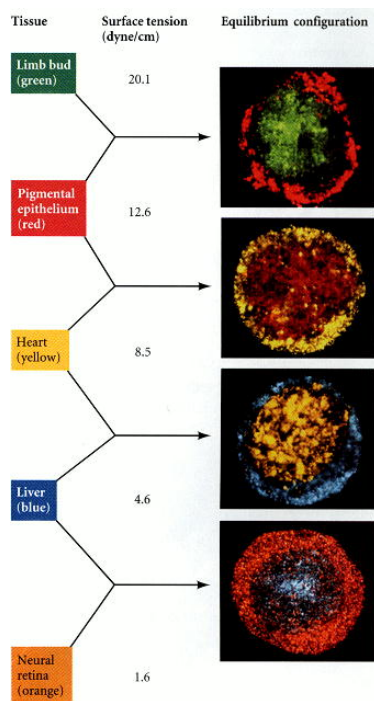 Tissue
Surface tension
(dyne/cm)
Equilibrium configuration
Limb bud
(green)
20.1
Pigmental
epithelium
(red)
12.6
Heart
(yellow)
8.5
Liver
(blue)
4.6
Neural
retina
(orange)
1.6